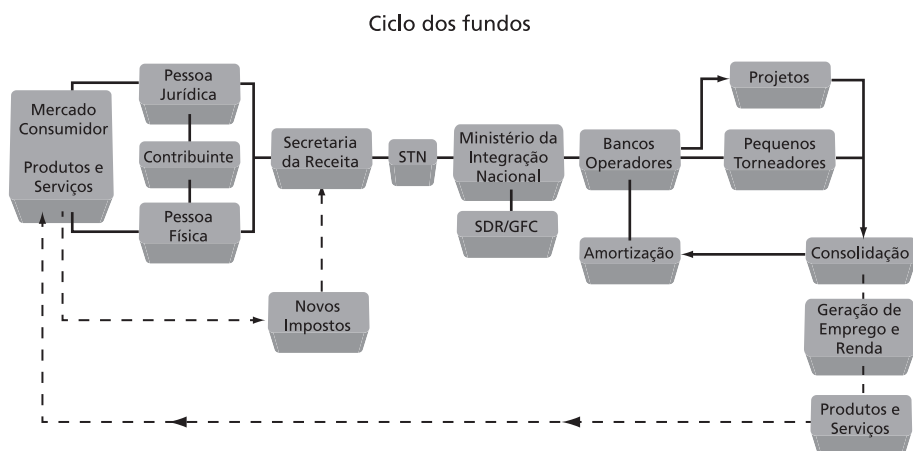 Ciclo dos fundos
Mercado
Consumidor
Produtos e
Serviços
Pessoa
Jurídica
Contribuinte
Pessoa
Física
Secretaria
da Receita
STN
Ministério da
Integração
Nacional
SDR/GFC
Bancos
Operadores
Projetos
Pequenos
Torneadores
Amortização
Consolidação
Novos
Impostos
Geração de
Emprego e
Renda
Produtos e
Serviços